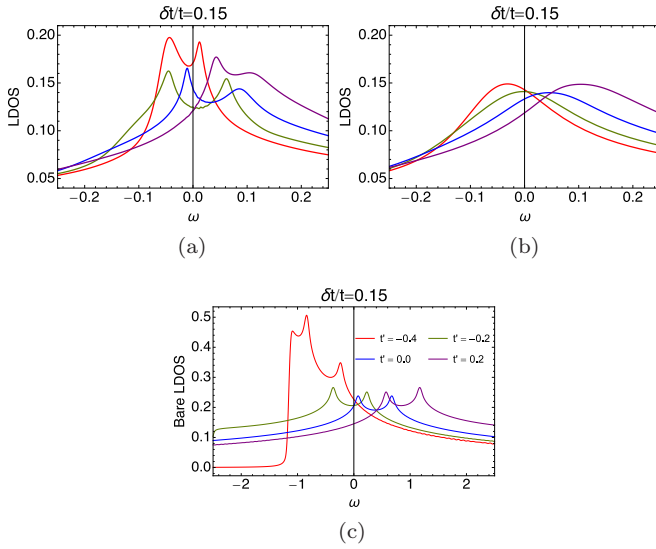 δt/t=0.15
LDOS
0.20
0.15
0.10
0.05
−0.2 −0.1 0.0 0.1 0.2
ω
(a)
δt/t=0.15
LDOS
0.20
0.15
0.10
0.05
−0.2 −0.1 0.0 0.1 0.2
ω
(b)
δt/t=0.15
Bare LDOS
0.5
0.4
0.3
0.2
0.1
0.0
t' = −0.4 t' = −0.2
t' = 0.0 t' = 0.2
−2 −1 0 1 2
ω
(c)